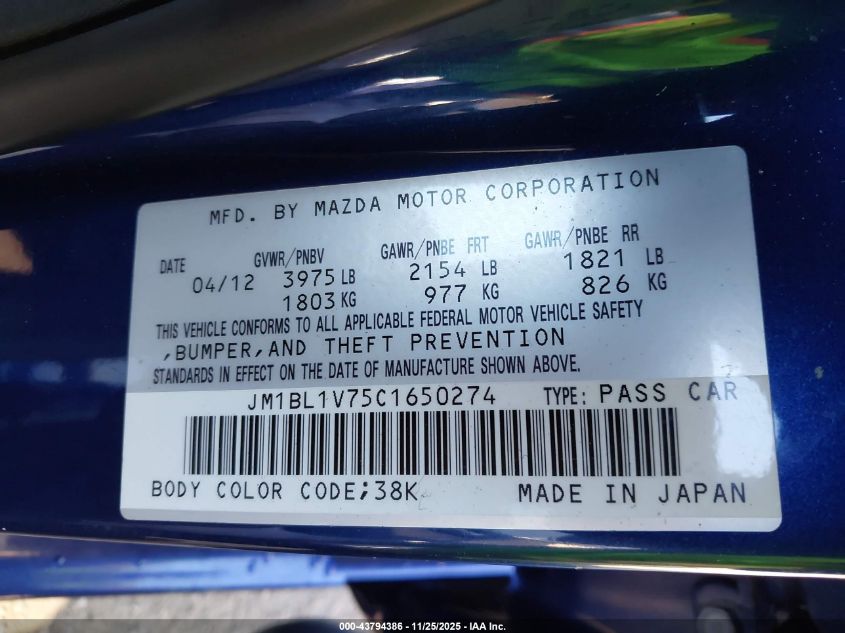 MFD. BY MAZDA MOTOR CORPORATION
DATE GVWR/PNBV GAWR/PNBE FRT GAWR/PNBE RR
04/12 3975 LB 2154 LB 1821 LB
1803 KG 977 KG 826 KG
THIS VEHICLE CONFORMS TO ALL APPLICABLE FEDERAL MOTOR VEHICLE SAFETY
,BUMPER,AND THEFT PREVENTION
STANDARDS IN EFFECT ON THE DATE OF MANUFACTURE SHOWN ABOVE.
JM1BL1V75C1650274 TYPE: PASS CAR
BODY COLOR CODE;38K MADE IN JAPAN
000-43794386 - 11/25/2025 - IAA Inc.